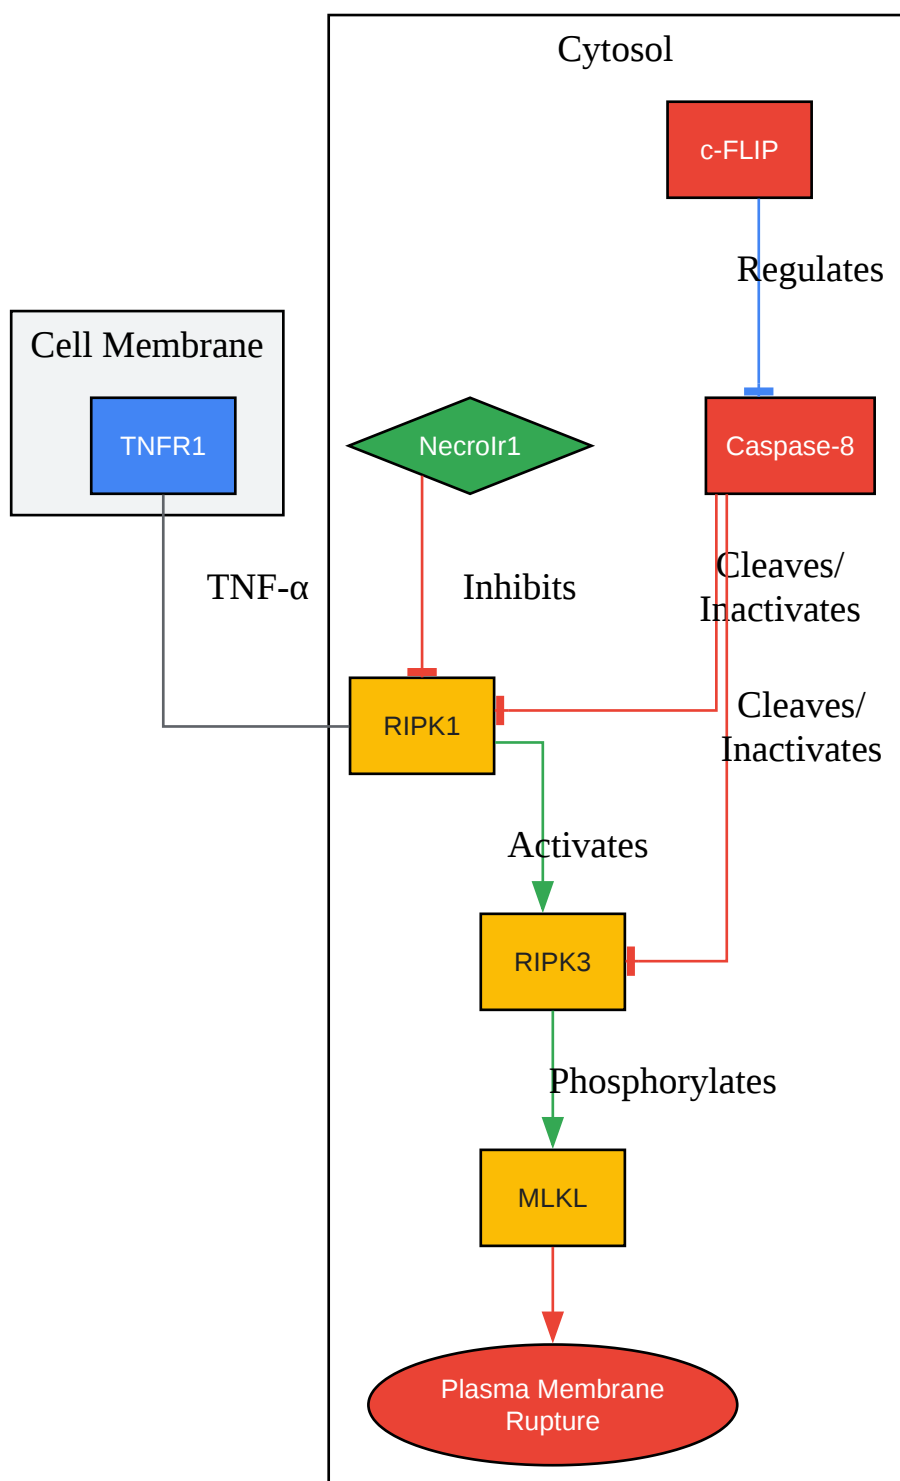 Cytosol
c-FLIP
Regulates
Cell Membrane
TNFR1
NecroIr1
Caspase-8
TNF-α
Inhibits
Cleaves/
Inactivates
Cleaves/
Inactivates
RIPK1
Activates
RIPK3
Phosphorylates
MLKL
Plasma Membrane
Rupture